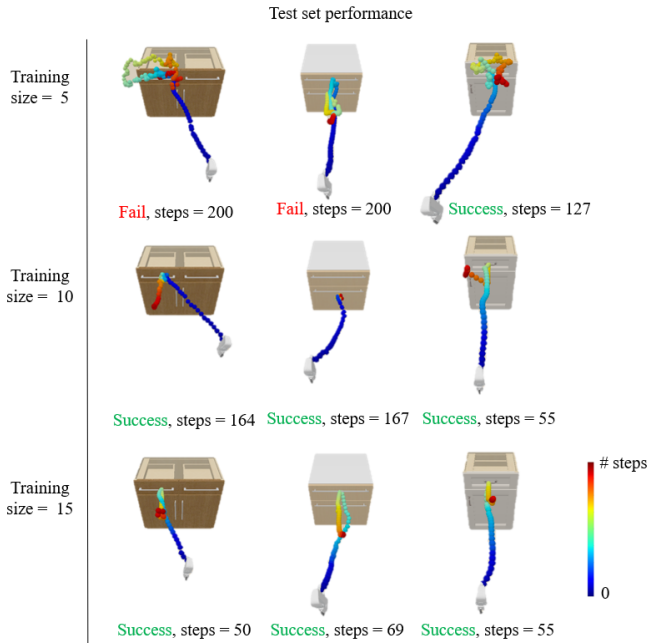 Test set performance
Training
size = 5
Fail, steps = 200
Fail, steps = 200
Success, steps = 127
Training
size = 10
Success, steps = 164
Success, steps = 167
Success, steps = 55
Training
size = 15
# steps
0
Success, steps = 50
Success, steps = 69
Success, steps = 55